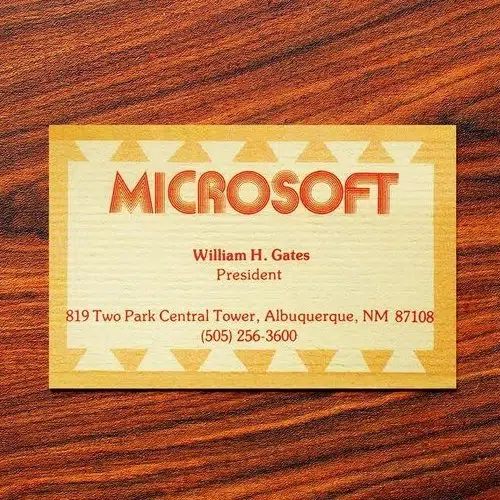 MICROSOFT
William H. Gates
President
819 Two Park Central Tower, Albuquerque, NM 87108
(505) 256-3600